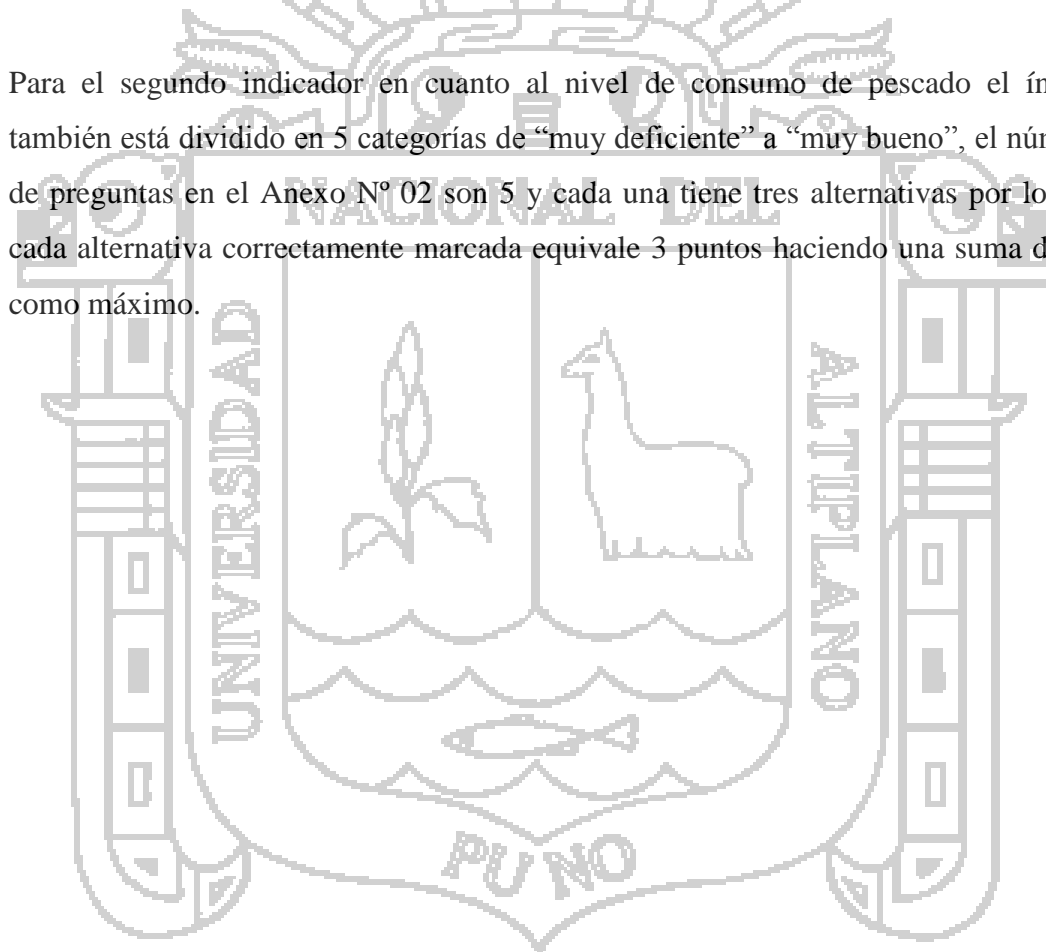 Para el segundo indicador en cuanto al nivel de consumo de pescado el ín
también está dividido en 5 categorías de “muy deficiente” a “muy bueno”, el núm
de preguntas en el Anexo Nº 02 son 5 y cada una tiene tres alternativas por lo
NACIONAL DEL
cada alternativa correctamente marcada equivale 3 puntos haciendo una suma d
como máximo.
UNIVERSIDAD
ALTIPLANO
PUNO